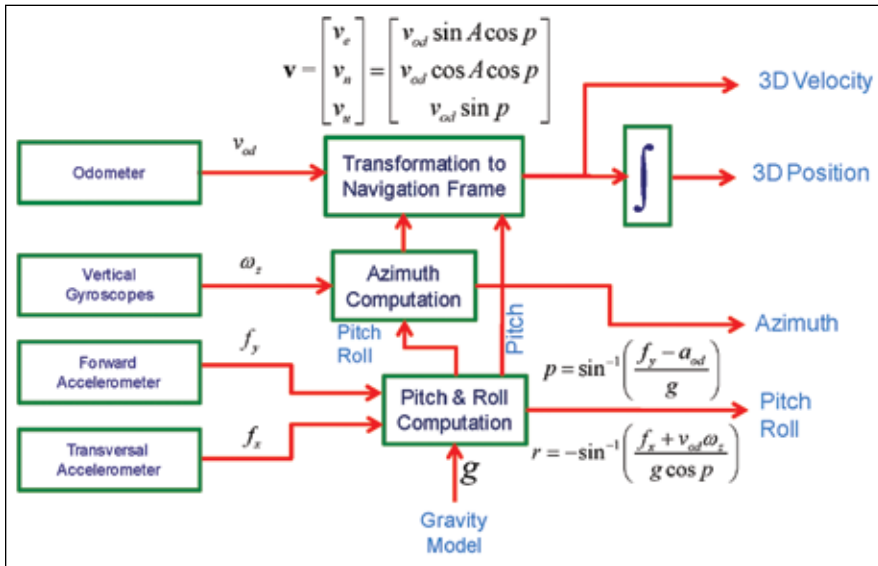 v = [v_e v_n v_u] = [v_od sin A cos p v_od cos A cos p v_od sin p]
3D Velocity
v_od
Odometer
Transformation to
Navigation Frame
∫
3D Position
ω_z
Vertical
Gyroscopes
Azimuth
Computation
Azimuth
Pitch
Roll
Pitch
f_y
Forward
Accelerometer
p = sin⁻¹((f_y − a_od)/g)
Pitch & Roll
Computation
Pitch
Roll
f_x
Transversal
Accelerometer
r = −sin⁻¹((f_x + v_od ω_z)/(g cos p))
g
Gravity
Model